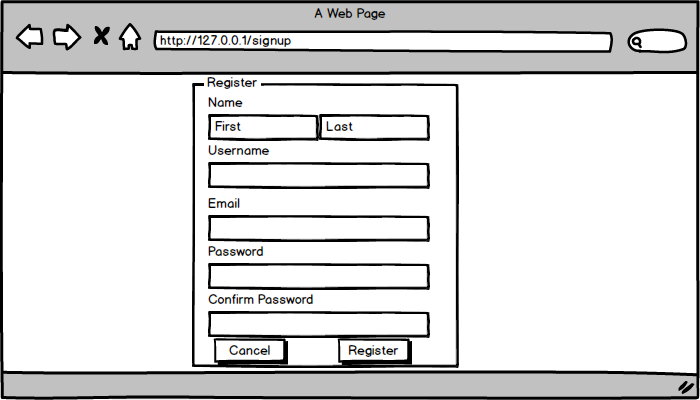 A Web Page
http://127.0.0.1/signup
Register
Name
First Last
Username
Email
Password
Confirm Password
Cancel Register